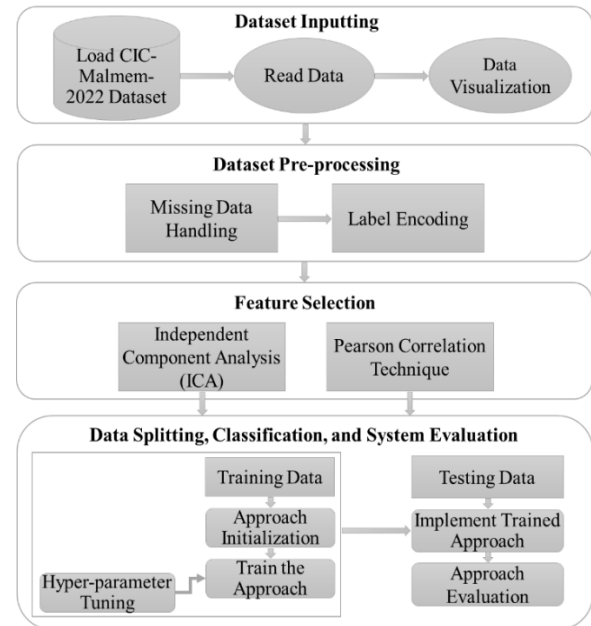 Dataset Inputting
Load CIC-
Malmem-
2022 Dataset
Read Data
Data
Visualization
Dataset Pre-processing
Missing Data
Handling
Label Encoding
Feature Selection
Independent
Component Analysis
(ICA)
Pearson Correlation
Technique
Data Splitting, Classification, and System Evaluation
Training Data
Approach
Initialization
Hyper-parameter
Tuning
Train the
Approach
Testing Data
Implement Trained
Approach
Approach
Evaluation